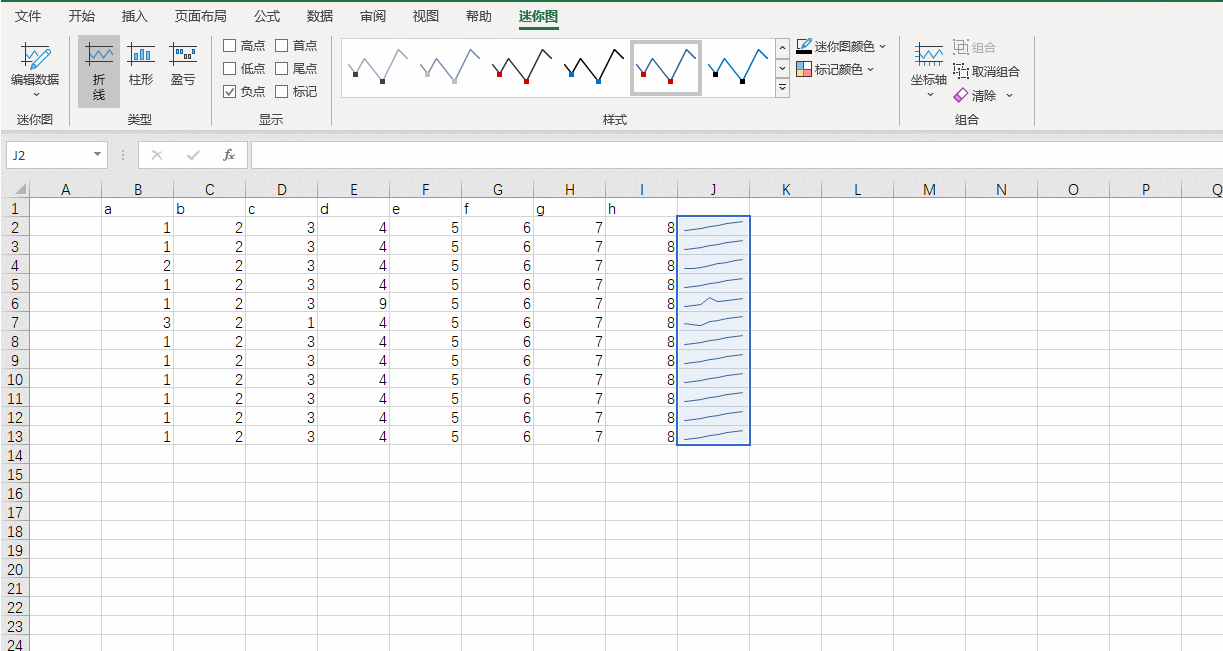 文件 开始 插入 页面布局 公式 数据 审阅 视图 帮助 迷你图
高点 首点
低点 尾点
负点 标记
编辑数据 折线 柱形 盈亏
迷你图颜色
标记颜色
坐标轴
组合
取消组合
清除
迷你图 类型 显示 样式 组合
J2 fx
A B C D E F G H I J K L M N O P Q
1 a b c d e f g h
2 1 2 3 4 5 6 7 8
3 1 2 3 4 5 6 7 8
4 2 2 3 4 5 6 7 8
5 1 2 3 4 5 6 7 8
6 1 2 3 9 5 6 7 8
7 3 2 1 4 5 6 7 8
8 1 2 3 4 5 6 7 8
9 1 2 3 4 5 6 7 8
10 1 2 3 4 5 6 7 8
11 1 2 3 4 5 6 7 8
12 1 2 3 4 5 6 7 8
13 1 2 3 4 5 6 7 8
14
15
16
17
18
19
20
21
22
23
24